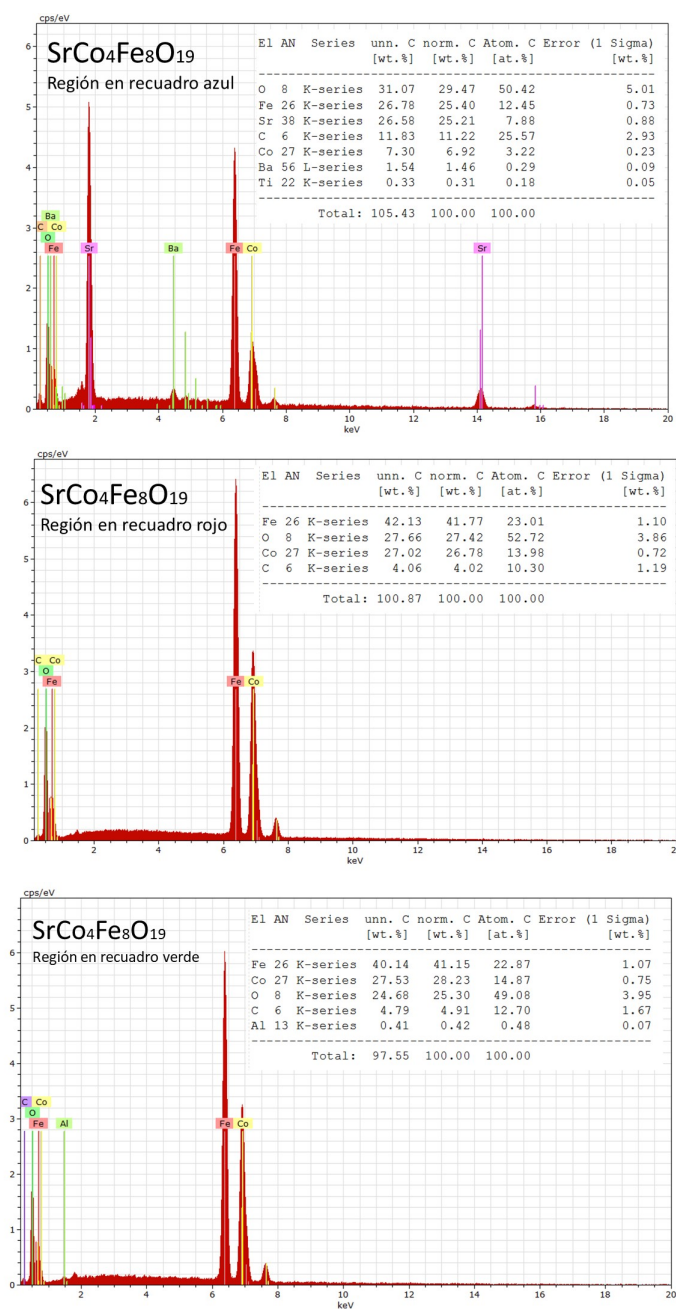 cps/eV
SrCo4Fe8O19
Región en recuadro azul
El AN Series unn. C norm. C Atom. C Error (1 Sigma)
[wt.%] [wt.%] [at.%] [wt.%]
O 8 K-series 31.07 29.47 50.42 5.01
Fe 26 K-series 26.78 25.40 12.45 0.73
Sr 38 K-series 26.58 25.21 7.88 0.88
C 6 K-series 11.83 11.22 25.57 2.93
Co 27 K-series 7.30 6.92 3.22 0.23
Ba 56 L-series 1.54 1.46 0.29 0.09
Ti 22 K-series 0.33 0.31 0.18 0.05
Total: 105.43 100.00 100.00
6
5
4
3
2
1
0
Ba
C Co
O
Fe Sr Ba Fe Co Sr
2 4 6 8 10 12 14 16 18 20
keV
cps/eV
SrCo4Fe8O19
Región en recuadro rojo
El AN Series unn. C norm. C Atom. C Error (1 Sigma)
[wt.%] [wt.%] [at.%] [wt.%]
Fe 26 K-series 42.13 41.77 23.01 1.10
O 8 K-series 27.66 27.42 52.72 3.86
Co 27 K-series 27.02 26.78 13.98 0.72
C 6 K-series 4.06 4.02 10.30 1.19
Total: 100.87 100.00 100.00
6
5
4
3
2
1
0
C Co
O
Fe Fe Co
2 4 6 8 10 12 14 16 18 2
keV
cps/eV
SrCo4Fe8O19
Región en recuadro verde
El AN Series unn. C norm. C Atom. C Error (1 Sigma)
[wt.%] [wt.%] [at.%] [wt.%]
Fe 26 K-series 40.14 41.15 22.87 1.07
Co 27 K-series 27.53 28.23 14.87 0.75
O 8 K-series 24.68 25.30 49.08 3.95
C 6 K-series 4.79 4.91 12.70 1.67
Al 13 K-series 0.41 0.42 0.48 0.07
Total: 97.55 100.00 100.00
6
5
4
3
2
1
0
C Co
O
Fe Al Fe Co
2 4 6 8 10 12 14 16 18 20
keV